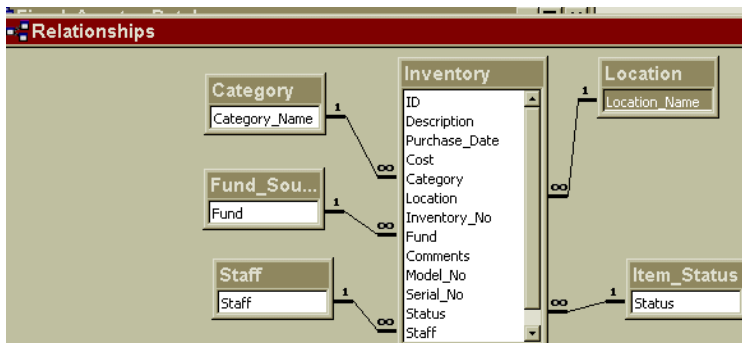 Relationships
Category
Category_Name
1
∞
Fund_Sou...
Fund
1
∞
Staff
Staff
1
∞
Inventory
ID
Description
Purchase_Date
Cost
Category
Location
Inventory_No
Fund
Comments
Model_No
Serial_No
Status
Staff
Location
Location_Name
1
∞
Item_Status
Status
1
∞